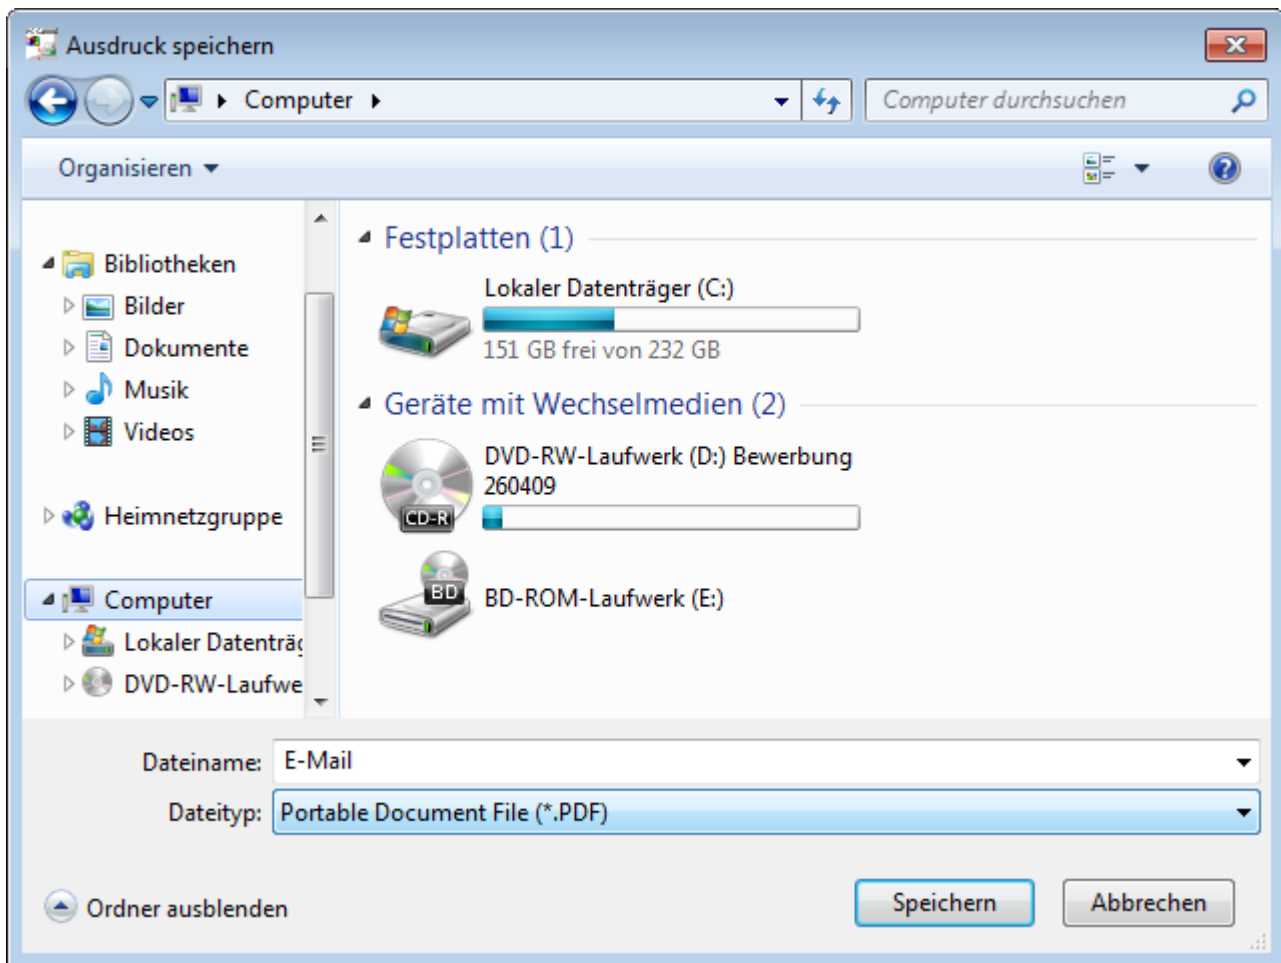 Ausdruck speichern
Computer
Computer durchsuchen
Organisieren
Bibliotheken
Bilder
Dokumente
Musik
Videos
Heimnetzgruppe
Computer
Lokaler Datenträg
DVD-RW-Laufwe
Festplatten (1)
Lokaler Datenträger (C:)
151 GB frei von 232 GB
Geräte mit Wechselmedien (2)
CD-R
DVD-RW-Laufwerk (D:) Bewerbung
260409
BD
BD-ROM-Laufwerk (E:)
Dateiname: E-Mail
Dateityp: Portable Document File (*.PDF)
Ordner ausblenden
Speichern
Abbrechen